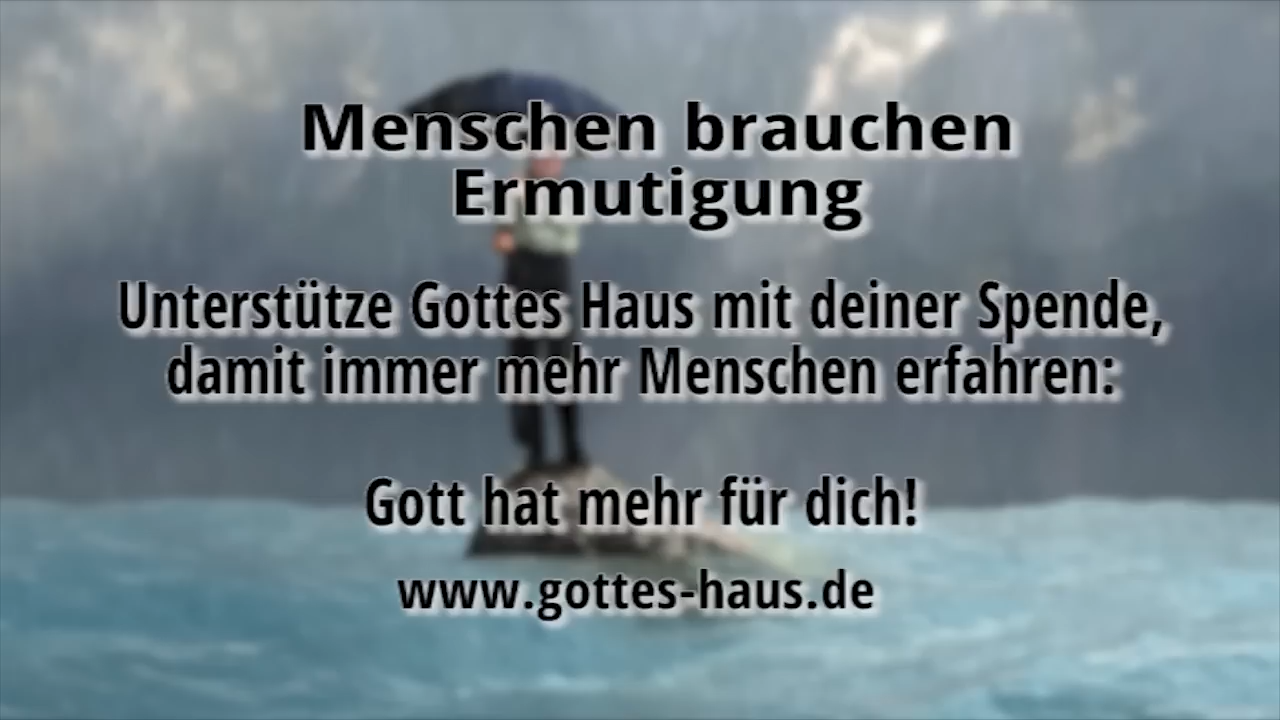 Menschen brauchen
Ermutigung
Unterstütze Gottes Haus mit deiner Spende,
damit immer mehr Menschen erfahren:
Gott hat mehr für dich!
www.gottes-haus.de